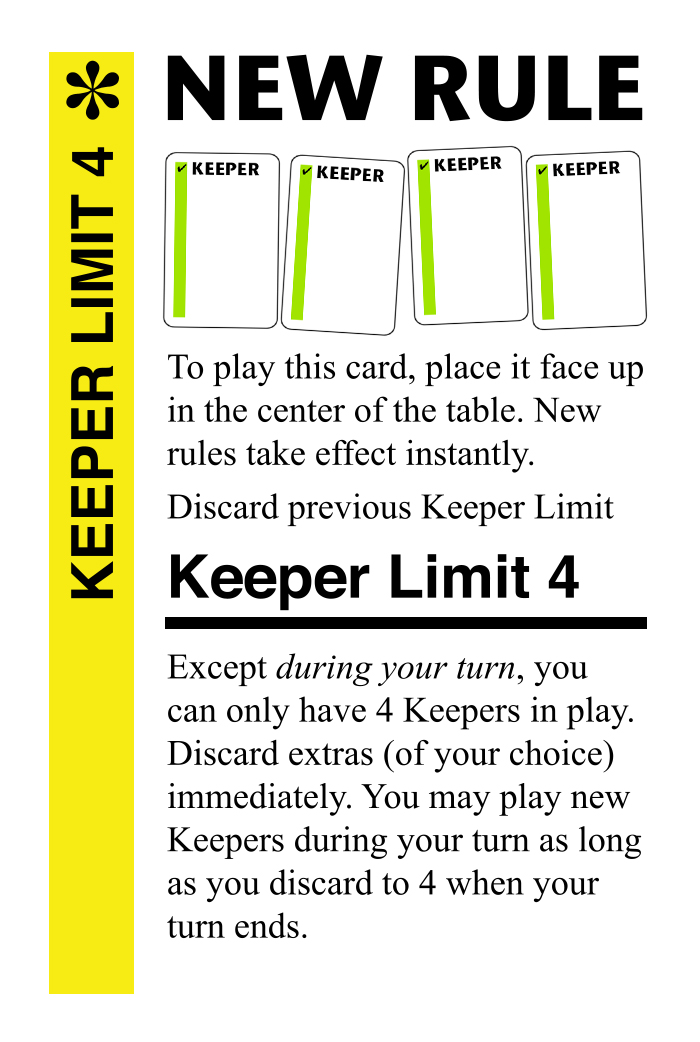 NEW RULE
* KEEPER LIMIT 4
✓ KEEPER
✓ KEEPER
✓ KEEPER
✓ KEEPER
To play this card, place it face up
in the center of the table. New
rules take effect instantly.
Discard previous Keeper Limit
Keeper Limit 4
Except during your turn, you
can only have 4 Keepers in play.
Discard extras (of your choice)
immediately. You may play new
Keepers during your turn as long
as you discard to 4 when your
turn ends.